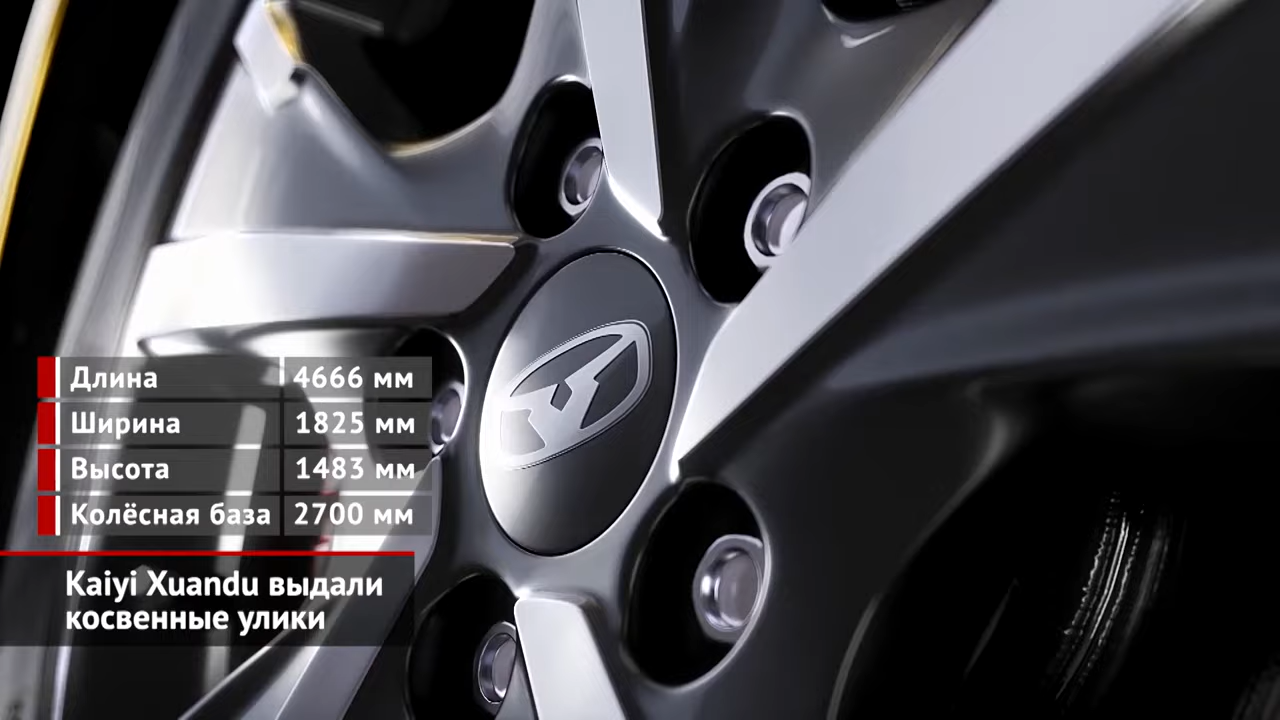 Длина 4666 мм
Ширина 1825 мм
Высота 1483 мм
Колёсная база 2700 мм
Kaiyi Xuandu выдали
косвенные улики